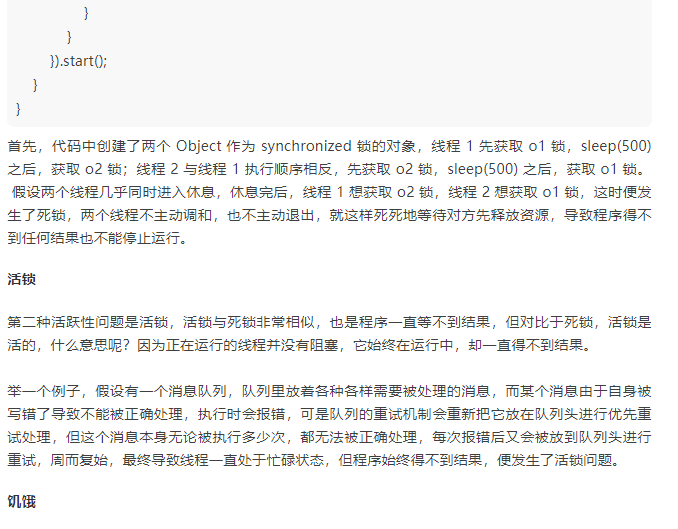 }
}
}).start();
}
}
首先，代码中创建了两个 Object 作为 synchronized 锁的对象，线程 1 先获取 o1 锁，sleep(500)
之后，获取 o2 锁；线程 2 与线程 1 执行顺序相反，先获取 o2 锁，sleep(500) 之后，获取 o1 锁。
假设两个线程几乎同时进入休息，休息完后，线程 1 想获取 o2 锁，线程 2 想获取 o1 锁，这时便发
生了死锁，两个线程不主动调和，也不主动退出，就这样死死地等待对方先释放资源，导致程序得不
到任何结果也不能停止运行。
活锁
第二种活跃性问题是活锁，活锁与死锁非常相似，也是程序一直等不到结果，但对比于死锁，活锁是
活的，什么意思呢？因为正在运行的线程并没有阻塞，它始终在运行中，却一直得不到结果。
举一个例子，假设有一个消息队列，队列里放着各种各样需要被处理的消息，而某个消息由于自身被
写错了导致不能被正确处理，执行时会报错，可是队列的重试机制会重新把它放在队列头进行优先重
试处理，但这个消息本身无论被执行多少次，都无法被正确处理，每次报错后又会被放到队列头进行
重试，周而复始，最终导致线程一直处于忙碌状态，但程序始终得不到结果，便发生了活锁问题。
饥饿